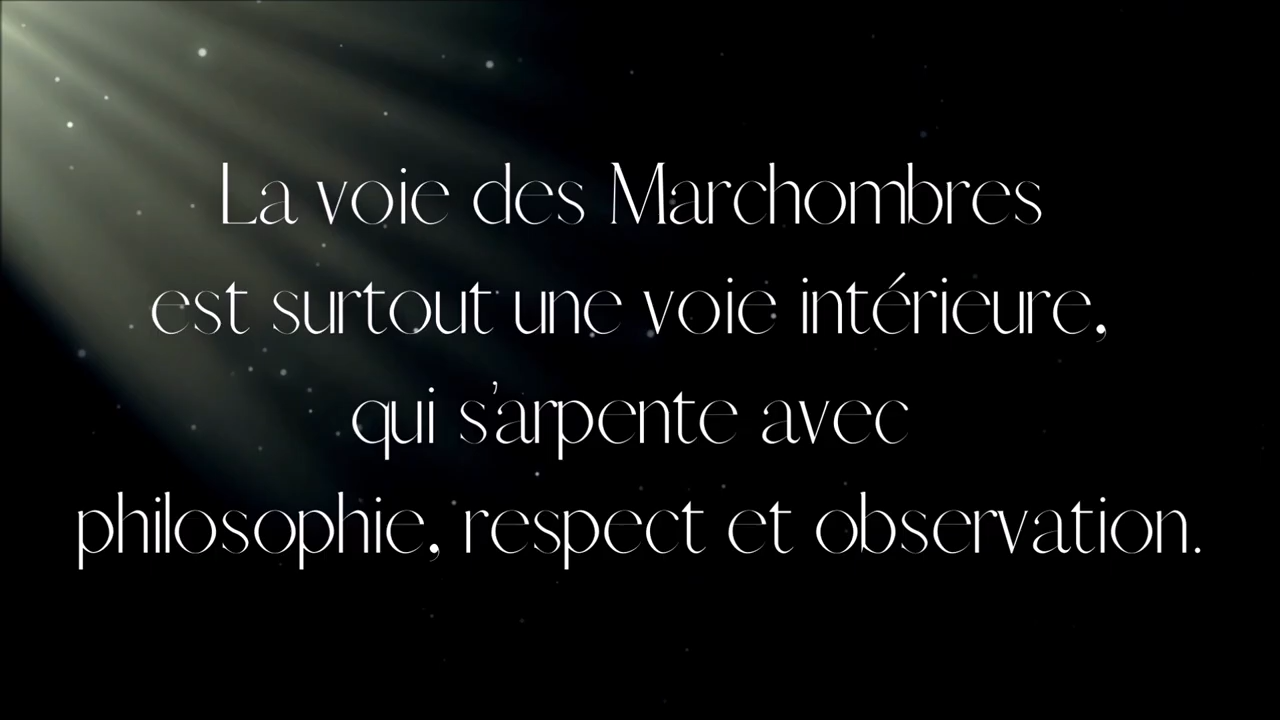 La voie des Marchombres
est surtout une voie intérieure,
qui s'arpente avec
philosophie, respect et observation.